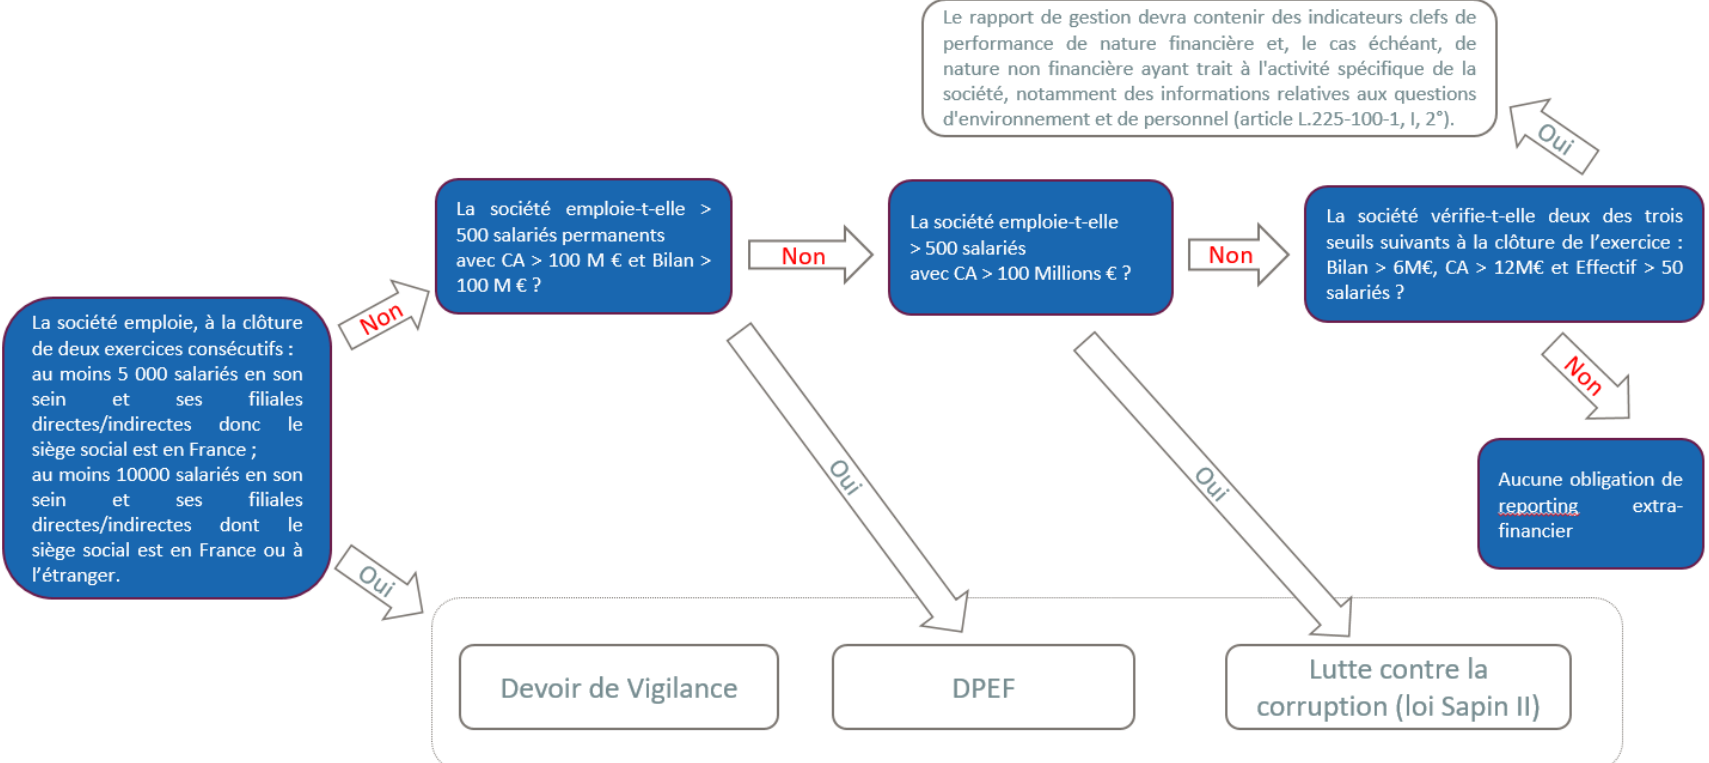 Le rapport de gestion devra contenir des indicateurs clefs de
performance de nature financière et, le cas échéant, de
nature non financière ayant trait à l'activité spécifique de la
société, notamment des informations relatives aux questions
d'environnement et de personnel (article L.225-100-1, I, 2°).
Oui
La société emploie-t-elle >
500 salariés permanents
avec CA > 100 M € et Bilan >
100 M € ?
Non
La société emploie-t-elle
> 500 salariés
avec CA > 100 Millions € ?
Non
La société vérifie-t-elle deux des trois
seuils suivants à la clôture de l’exercice :
Bilan > 6M€, CA > 12M€ et Effectif > 50
salariés ?
Non
La société emploie, à la clôture
de deux exercices consécutifs :
au moins 5 000 salariés en son
sein et ses filiales
directes/indirectes donc le
siège social est en France ;
au moins 10000 salariés en son
sein et ses filiales
directes/indirectes dont le
siège social est en France ou à
l’étranger.
Non
Oui
Oui
Oui
Aucune obligation de
reporting extra-
financier
Devoir de Vigilance
DPEF
Lutte contre la
corruption (loi Sapin II)